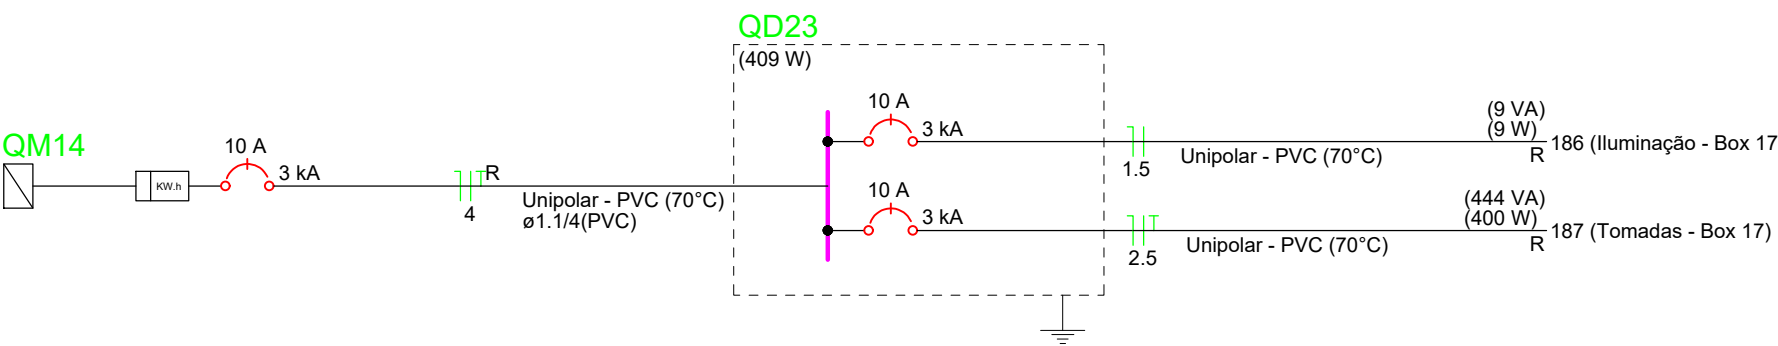 QD23
(409 W)
QM14
KW.h
10 A
3 kA
R
4
Unipolar - PVC (70°C)
ø1.1/4(PVC)
10 A
3 kA
1.5
Unipolar - PVC (70°C)
(9 VA)
(9 W)
R
186 (Iluminação - Box 17
10 A
3 kA
2.5
Unipolar - PVC (70°C)
(444 VA)
(400 W)
R
187 (Tomadas - Box 17)